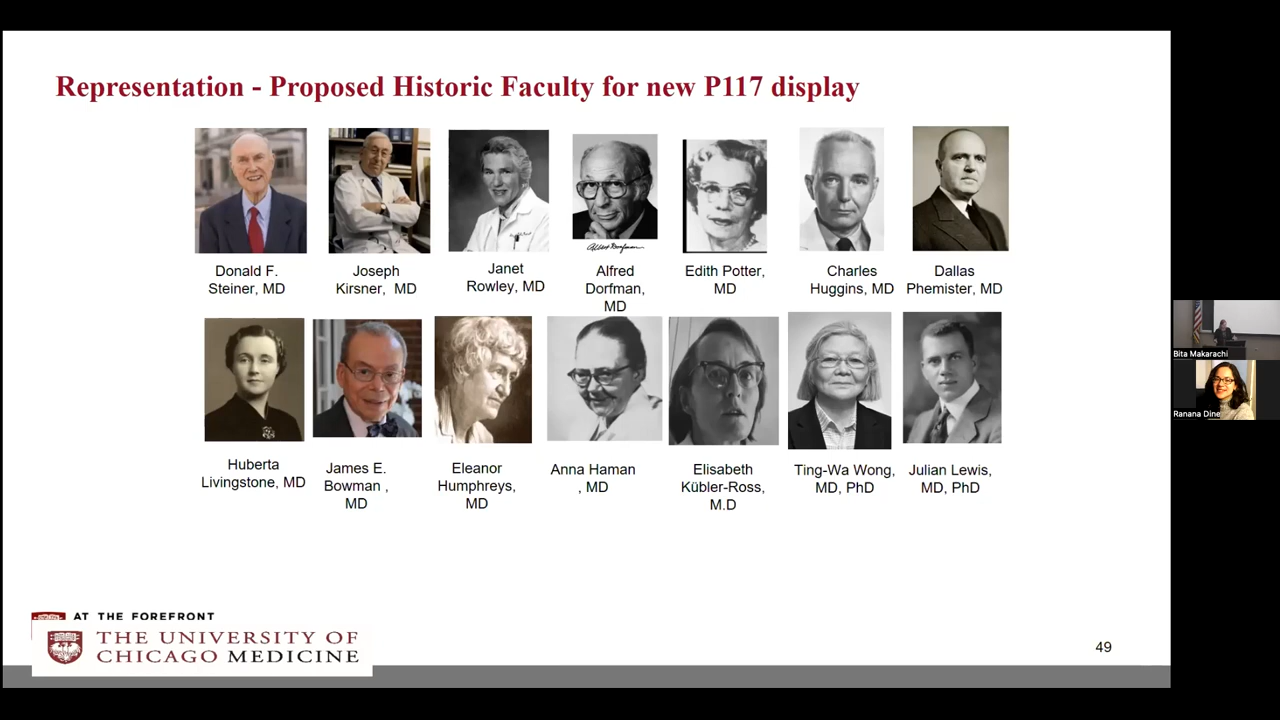 Representation - Proposed Historic Faculty for new P117 display
Donald F.
Steiner, MD
Joseph
Kirsner, MD
Janet
Rowley, MD
Alfred
Dorfman,
MD
Edith Potter,
MD
Charles
Huggins, MD
Dallas
Phemister, MD
Huberta
Livingstone, MD
James E.
Bowman ,
MD
Eleanor
Humphreys,
MD
Anna Haman
, MD
Elisabeth
Kübler-Ross,
M.D
Ting-Wa Wong,
MD, PhD
Julian Lewis,
MD, PhD
Bita Makarachi
Ranana Dine
AT THE FOREFRONT
THE UNIVERSITY OF
CHICAGO MEDICINE
49